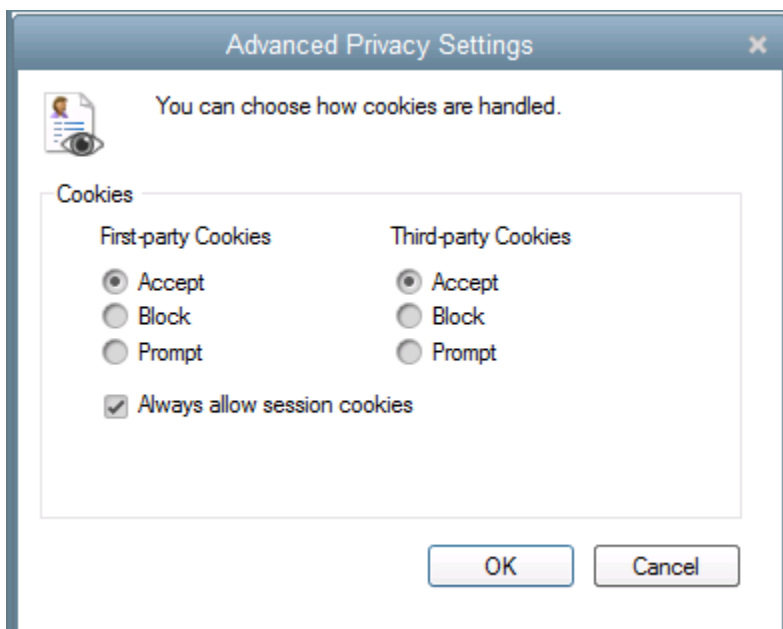 Advanced Privacy Settings
You can choose how cookies are handled.
Cookies
First-party Cookies
Third-party Cookies
Accept
Accept
Block
Block
Prompt
Prompt
Always allow session cookies
OK
Cancel